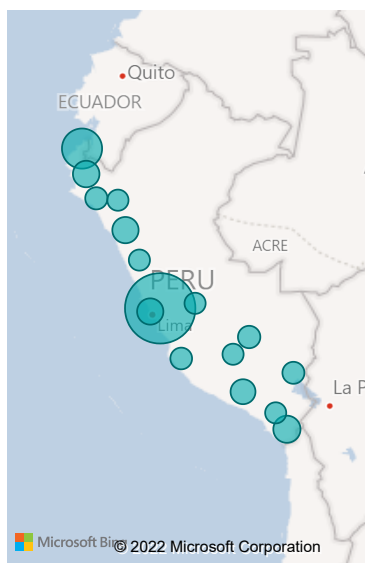 Quito
ECUADOR
ACRE
PERU
Lima
La P
Microsoft Bing
© 2022 Microsoft Corporation